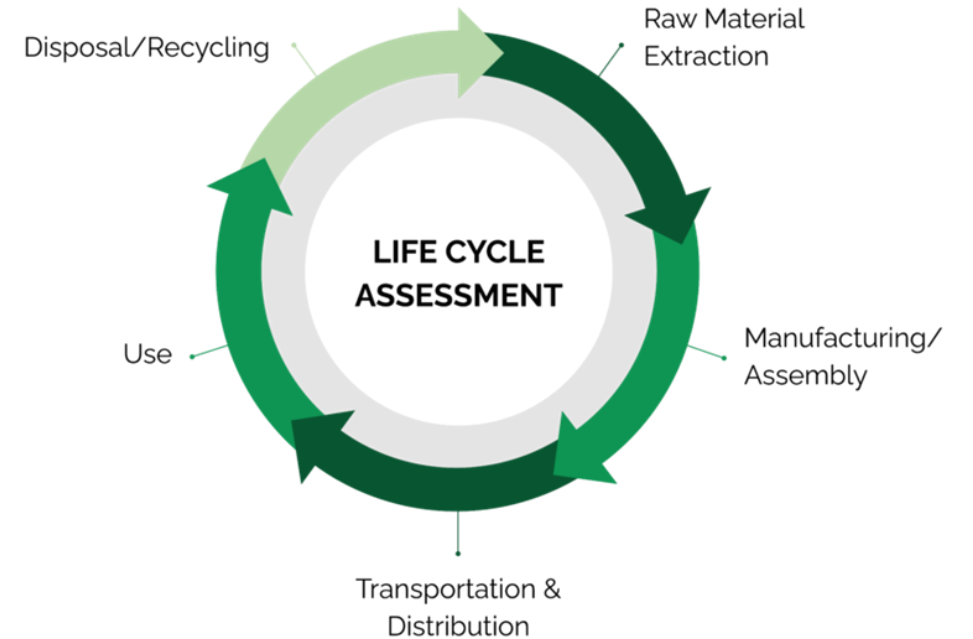 Disposal/Recycling
Raw Material
Extraction
LIFE CYCLE
ASSESSMENT
Use
Manufacturing/
Assembly
Transportation &
Distribution